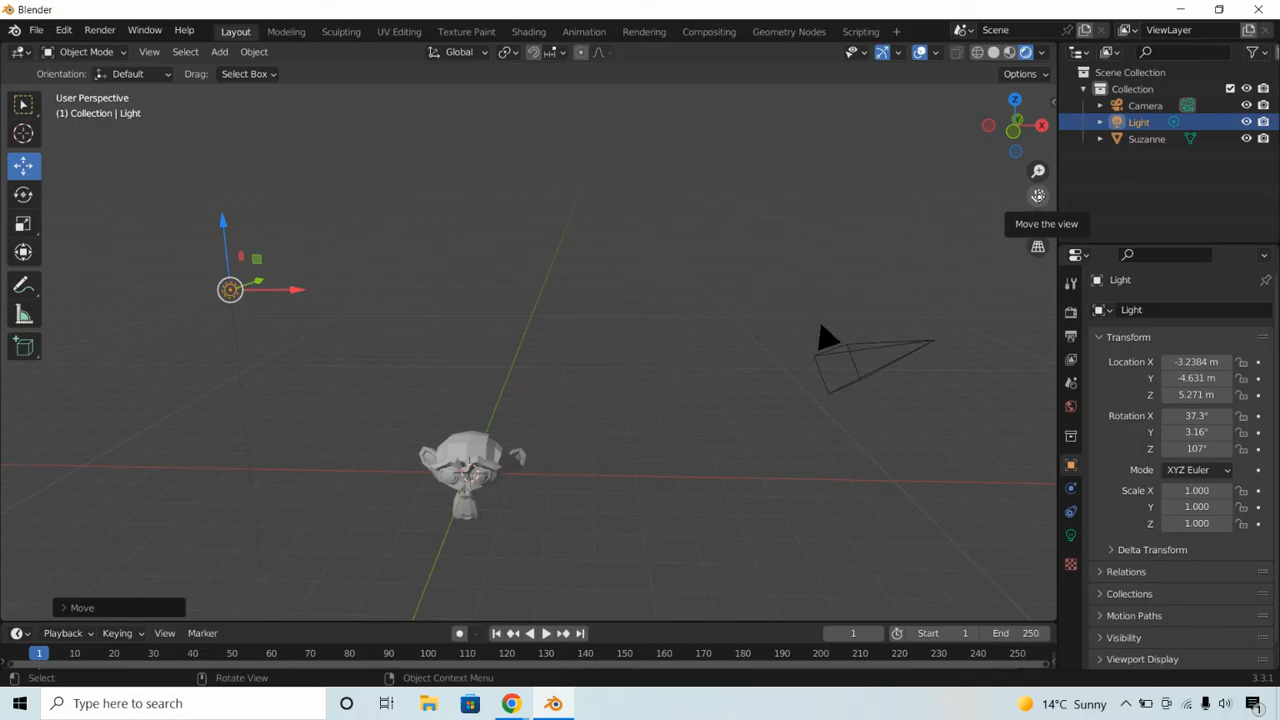 Blender
File Edit Render Window Help Layout Modeling Sculpting UV Editing Texture Paint Shading Animation Rendering Compositing Geometry Nodes Scripting + Scene ViewLayer
Object Mode View Select Add Object Global
Orientation: Default Drag: Select Box Options
User Perspective
(1) Collection | Light
Z
Y
X
Move the view
Scene Collection
Collection
Camera
Light
Suzanne
Light
Light
Transform
Location X -3.2384 m
Y -4.631 m
Z 5.271 m
Rotation X 37.3°
Y 3.16°
Z 107°
Mode XYZ Euler
Scale X 1.000
Y 1.000
Z 1.000
Delta Transform
Relations
Collections
Motion Paths
Visibility
Viewport Display
Move
Playback Keying View Marker 1 Start 1 End 250
1 10 20 30 40 50 60 70 80 90 100 110 120 130 140 150 160 170 180 190 200 210 220 230 240 250
Select Rotate View Object Context Menu 3.3.1
Type here to search 14°C Sunny 1